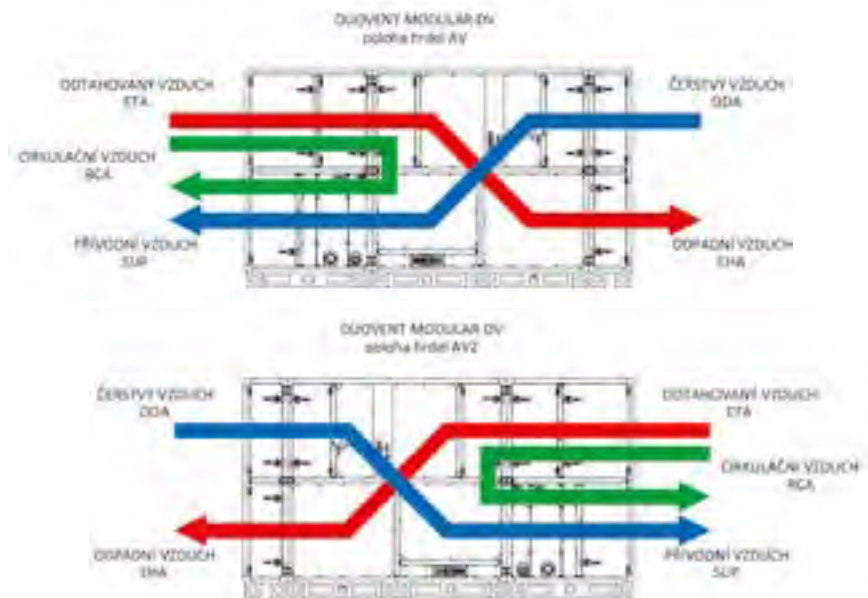 DUOVENT MODULAR DV
poloha hrdel AV
ODTAHOVANÝ VZDUCH
ETA
ČERSTVÝ VZDUCH
ODA
CIRKULAČNÍ VZDUCH
RCA
PŘÍVODNÍ VZDUCH
SUP
ODPADNÍ VZDUCH
EHA
DUOVENT MODULAR DV
poloha hrdel AV2
ČERSTVÝ VZDUCH
ODA
ODTAHOVANÝ VZDUCH
ETA
CIRKULAČNÍ VZDUCH
RCA
ODPADNÍ VZDUCH
EHA
PŘÍVODNÍ VZDUCH
SUP